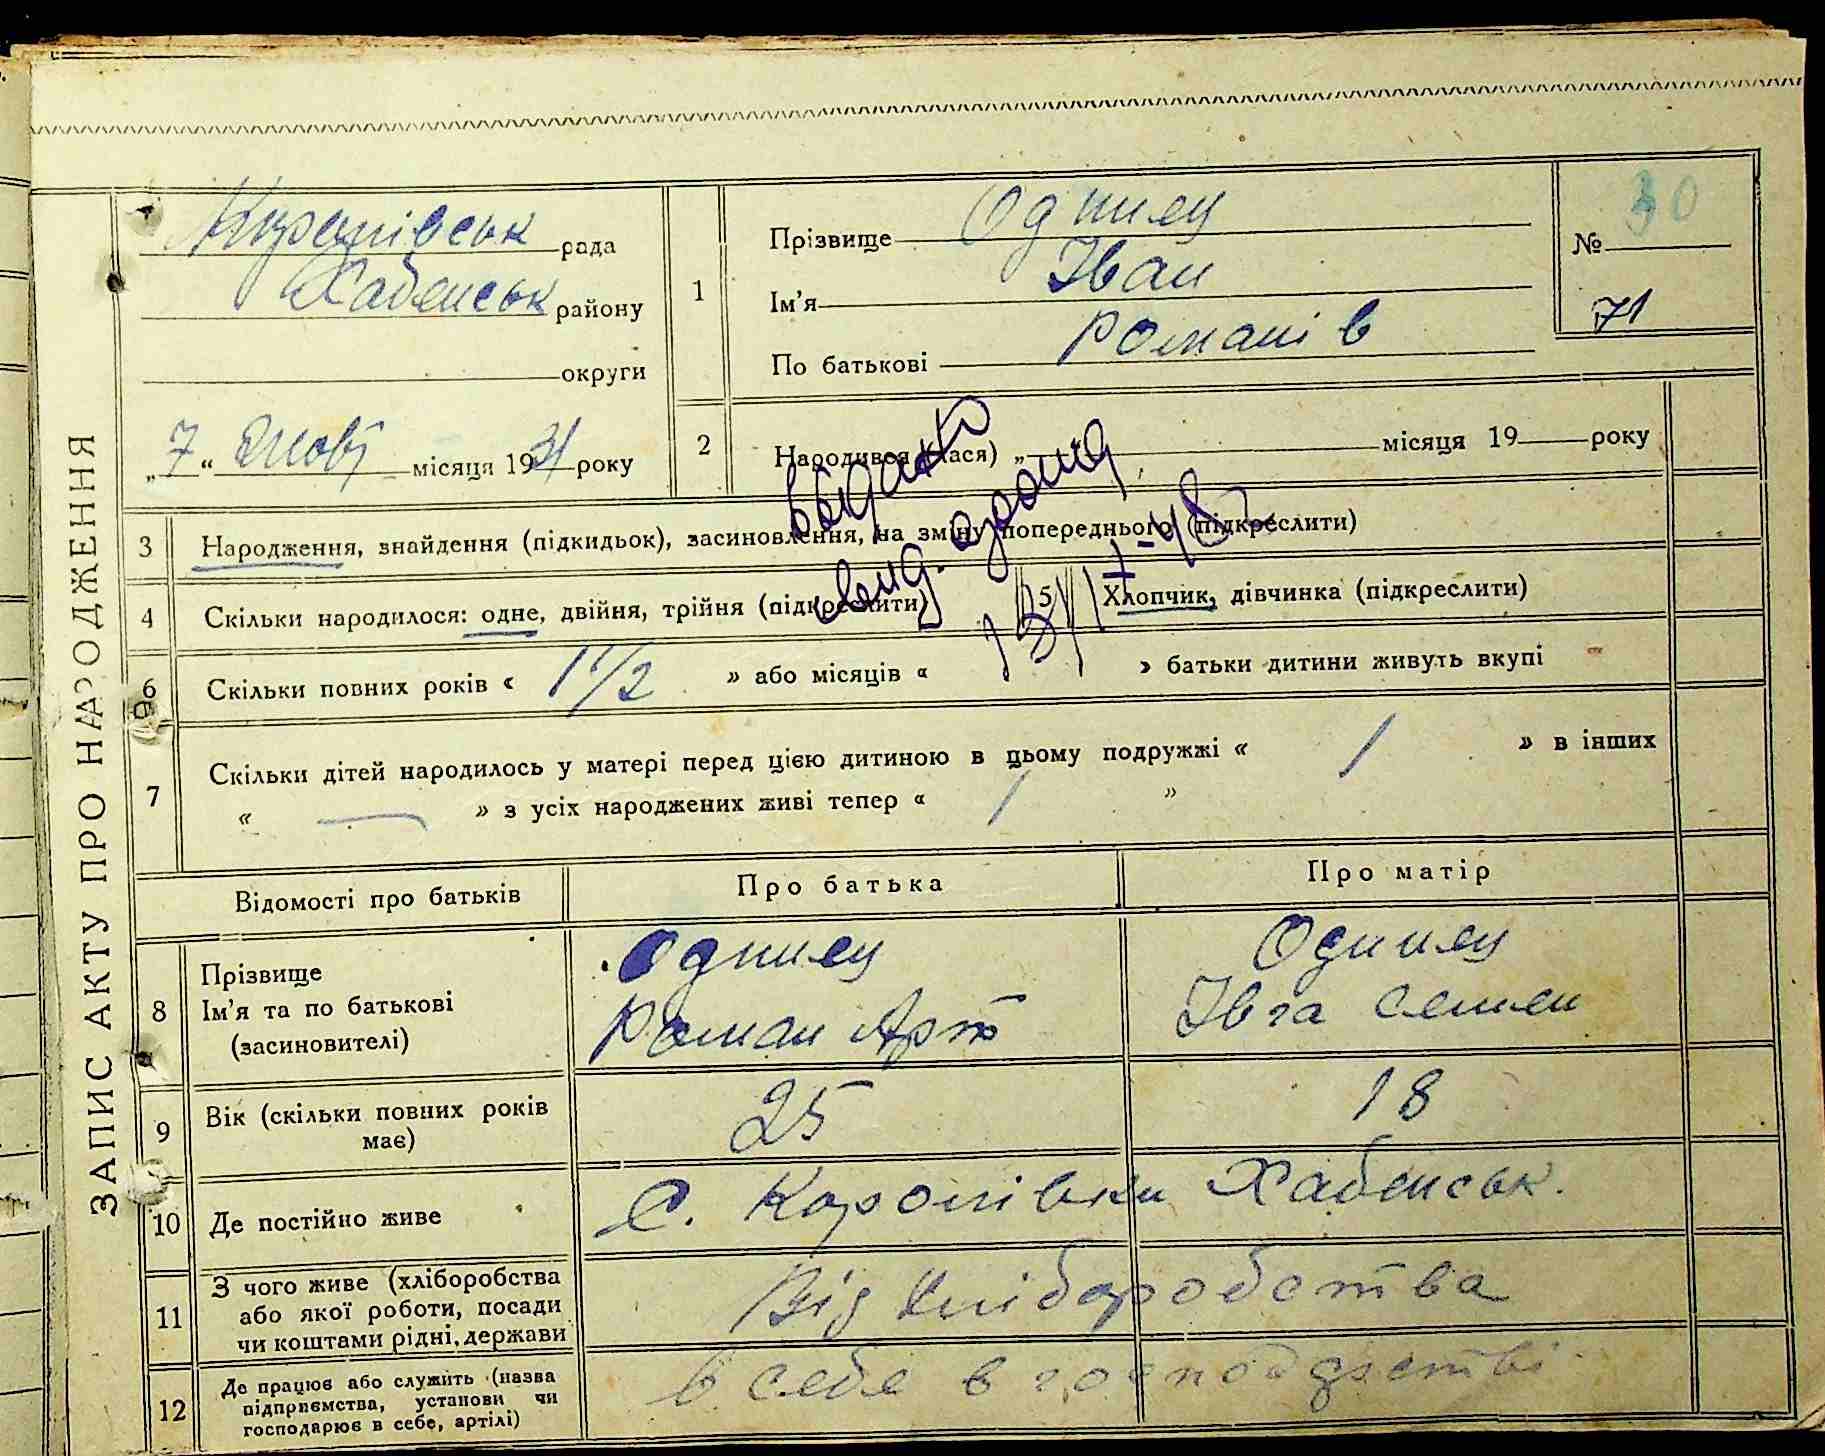 ЗАПИС АКТУ ПРО НАРОДЖЕННЯ
рада
Хабенськ району
округи
„7“ Жовт місяця 1931 року
1
Прізвище Одинец
Ім'я Іван
По батькові Романів
№ 30
71
2 Народився (лася) „ місяця 19 року
видано
свид.
3 Народження, знайдення (підкидьок), засиновлення, на зміну попереднього (підкреслити)
4 Скільки народилося: одне, двійня, трійня (підкреслити)
5 Хлопчик, дівчинка (підкреслити)
6 Скільки повних років « 1 1/2 » або місяців « » батьки дитини живуть вкупі
7 Скільки дітей народилось у матері перед цією дитиною в цьому подружжі « 1 » в інших
« — » з усіх народжених живі тепер « 1 »
Відомості про батьків Про батька Про матір
8 Прізвище
Ім'я та по батькові
(засиновителі)
Одинец
Роман Арт
Одинец
Івга Семен
9 Вік (скільки повних років
має)
25 18
10 Де постійно живе С. Каропівки Хабенськ.
11 З чого живе (хліборобства
або якої роботи, посади
чи коштами рідні, держави
Від хліборобства
12 Де працює або служить (назва
підприємства, установи чи
господарює в себе, артілі)
в себе в господарстві